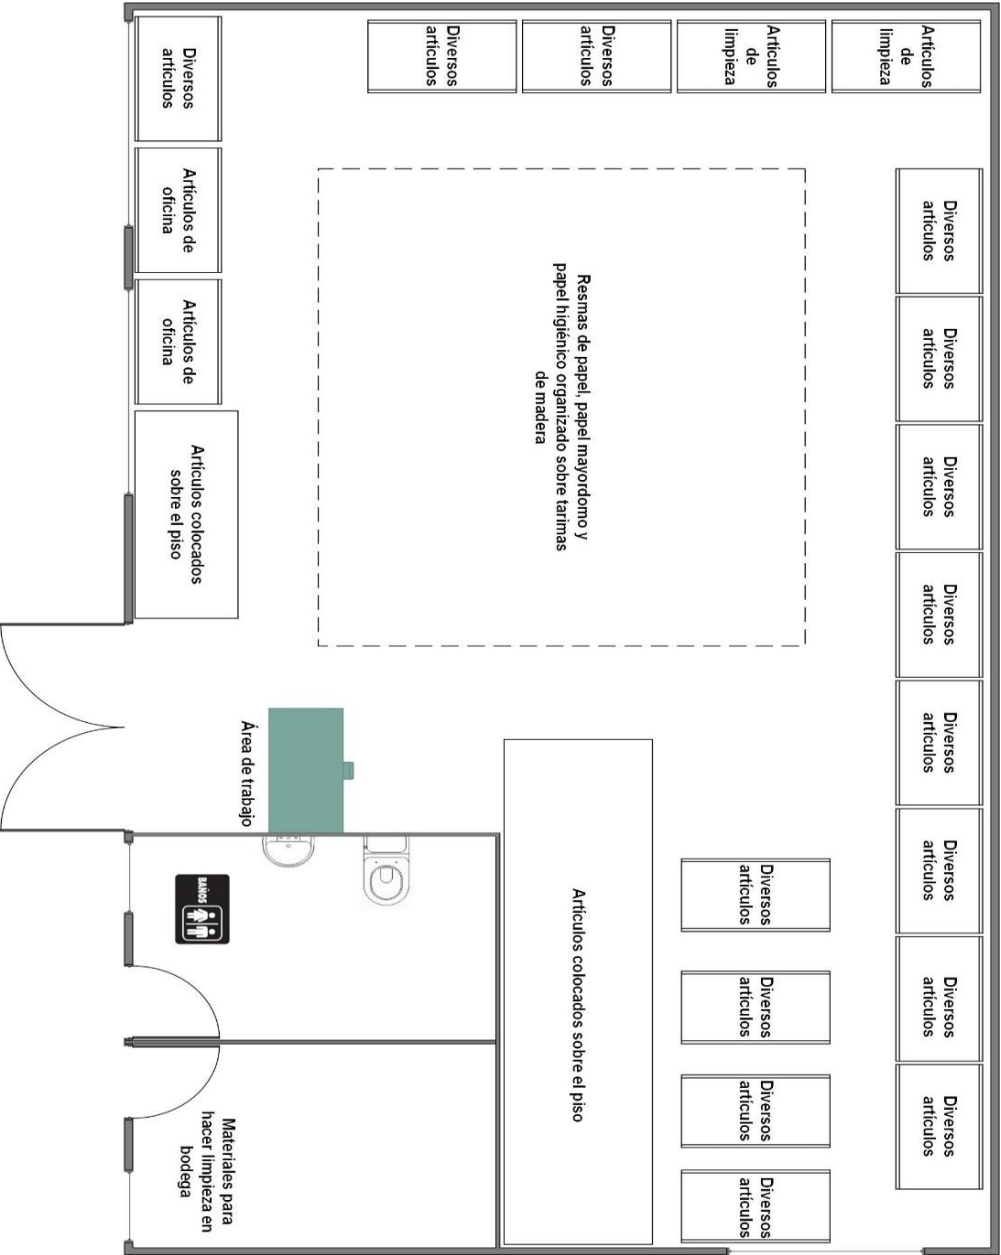 Diversos
artículos
Diversos
artículos
Diversos
artículos
Diversos
artículos
Diversos
artículos
Diversos
artículos
Diversos
artículos
Diversos
artículos
Artículos
de
limpieza
Artículos
de
limpieza
Diversos
artículos
Diversos
artículos
Diversos
artículos
Diversos
artículos
Diversos
artículos
Diversos
artículos
Resmas de papel, papel mayordomo y
papel higiénico organizado sobre tarimas
de madera
Artículos colocados sobre el piso
Área de trabajo
Diversos
artículos
Artículos de
oficina
Artículos de
oficina
Artículos colocados
sobre el piso
BAÑOS
Materiales para
hacer limpieza en
bodega